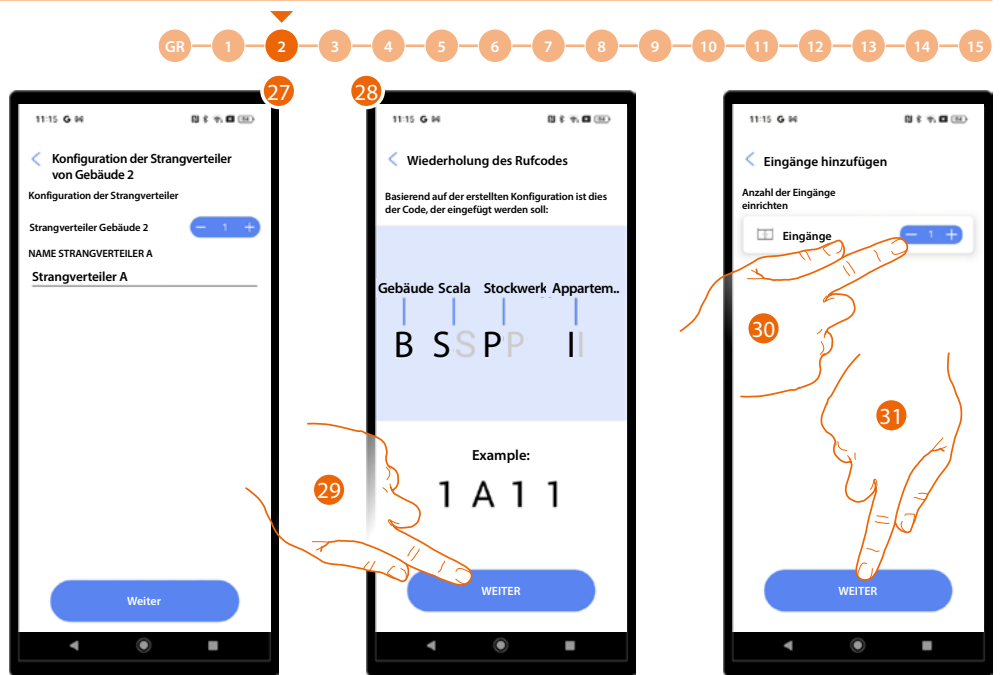 GR 1 2 3 4 5 6 7 8 9 10 11 12 13 14 15
27
11:15 G
Konfiguration der Strangverteiler
von Gebäude 2
Konfiguration der Strangverteiler
Strangverteiler Gebäude 2 − 1 +
NAME STRANGVERTEILER A
Strangverteiler A
Weiter
28
11:15 G
Wiederholung des Rufcodes
Basierend auf der erstellten Konfiguration ist dies
der Code, der eingefügt werden soll:
Gebäude Scala Stockwerk Appartem..
B SS PP II
Example:
1 A 1 1
29
WEITER
11:15 G
Eingänge hinzufügen
Anzahl der Eingänge
einrichten
Eingänge − 1 +
30
31
WEITER